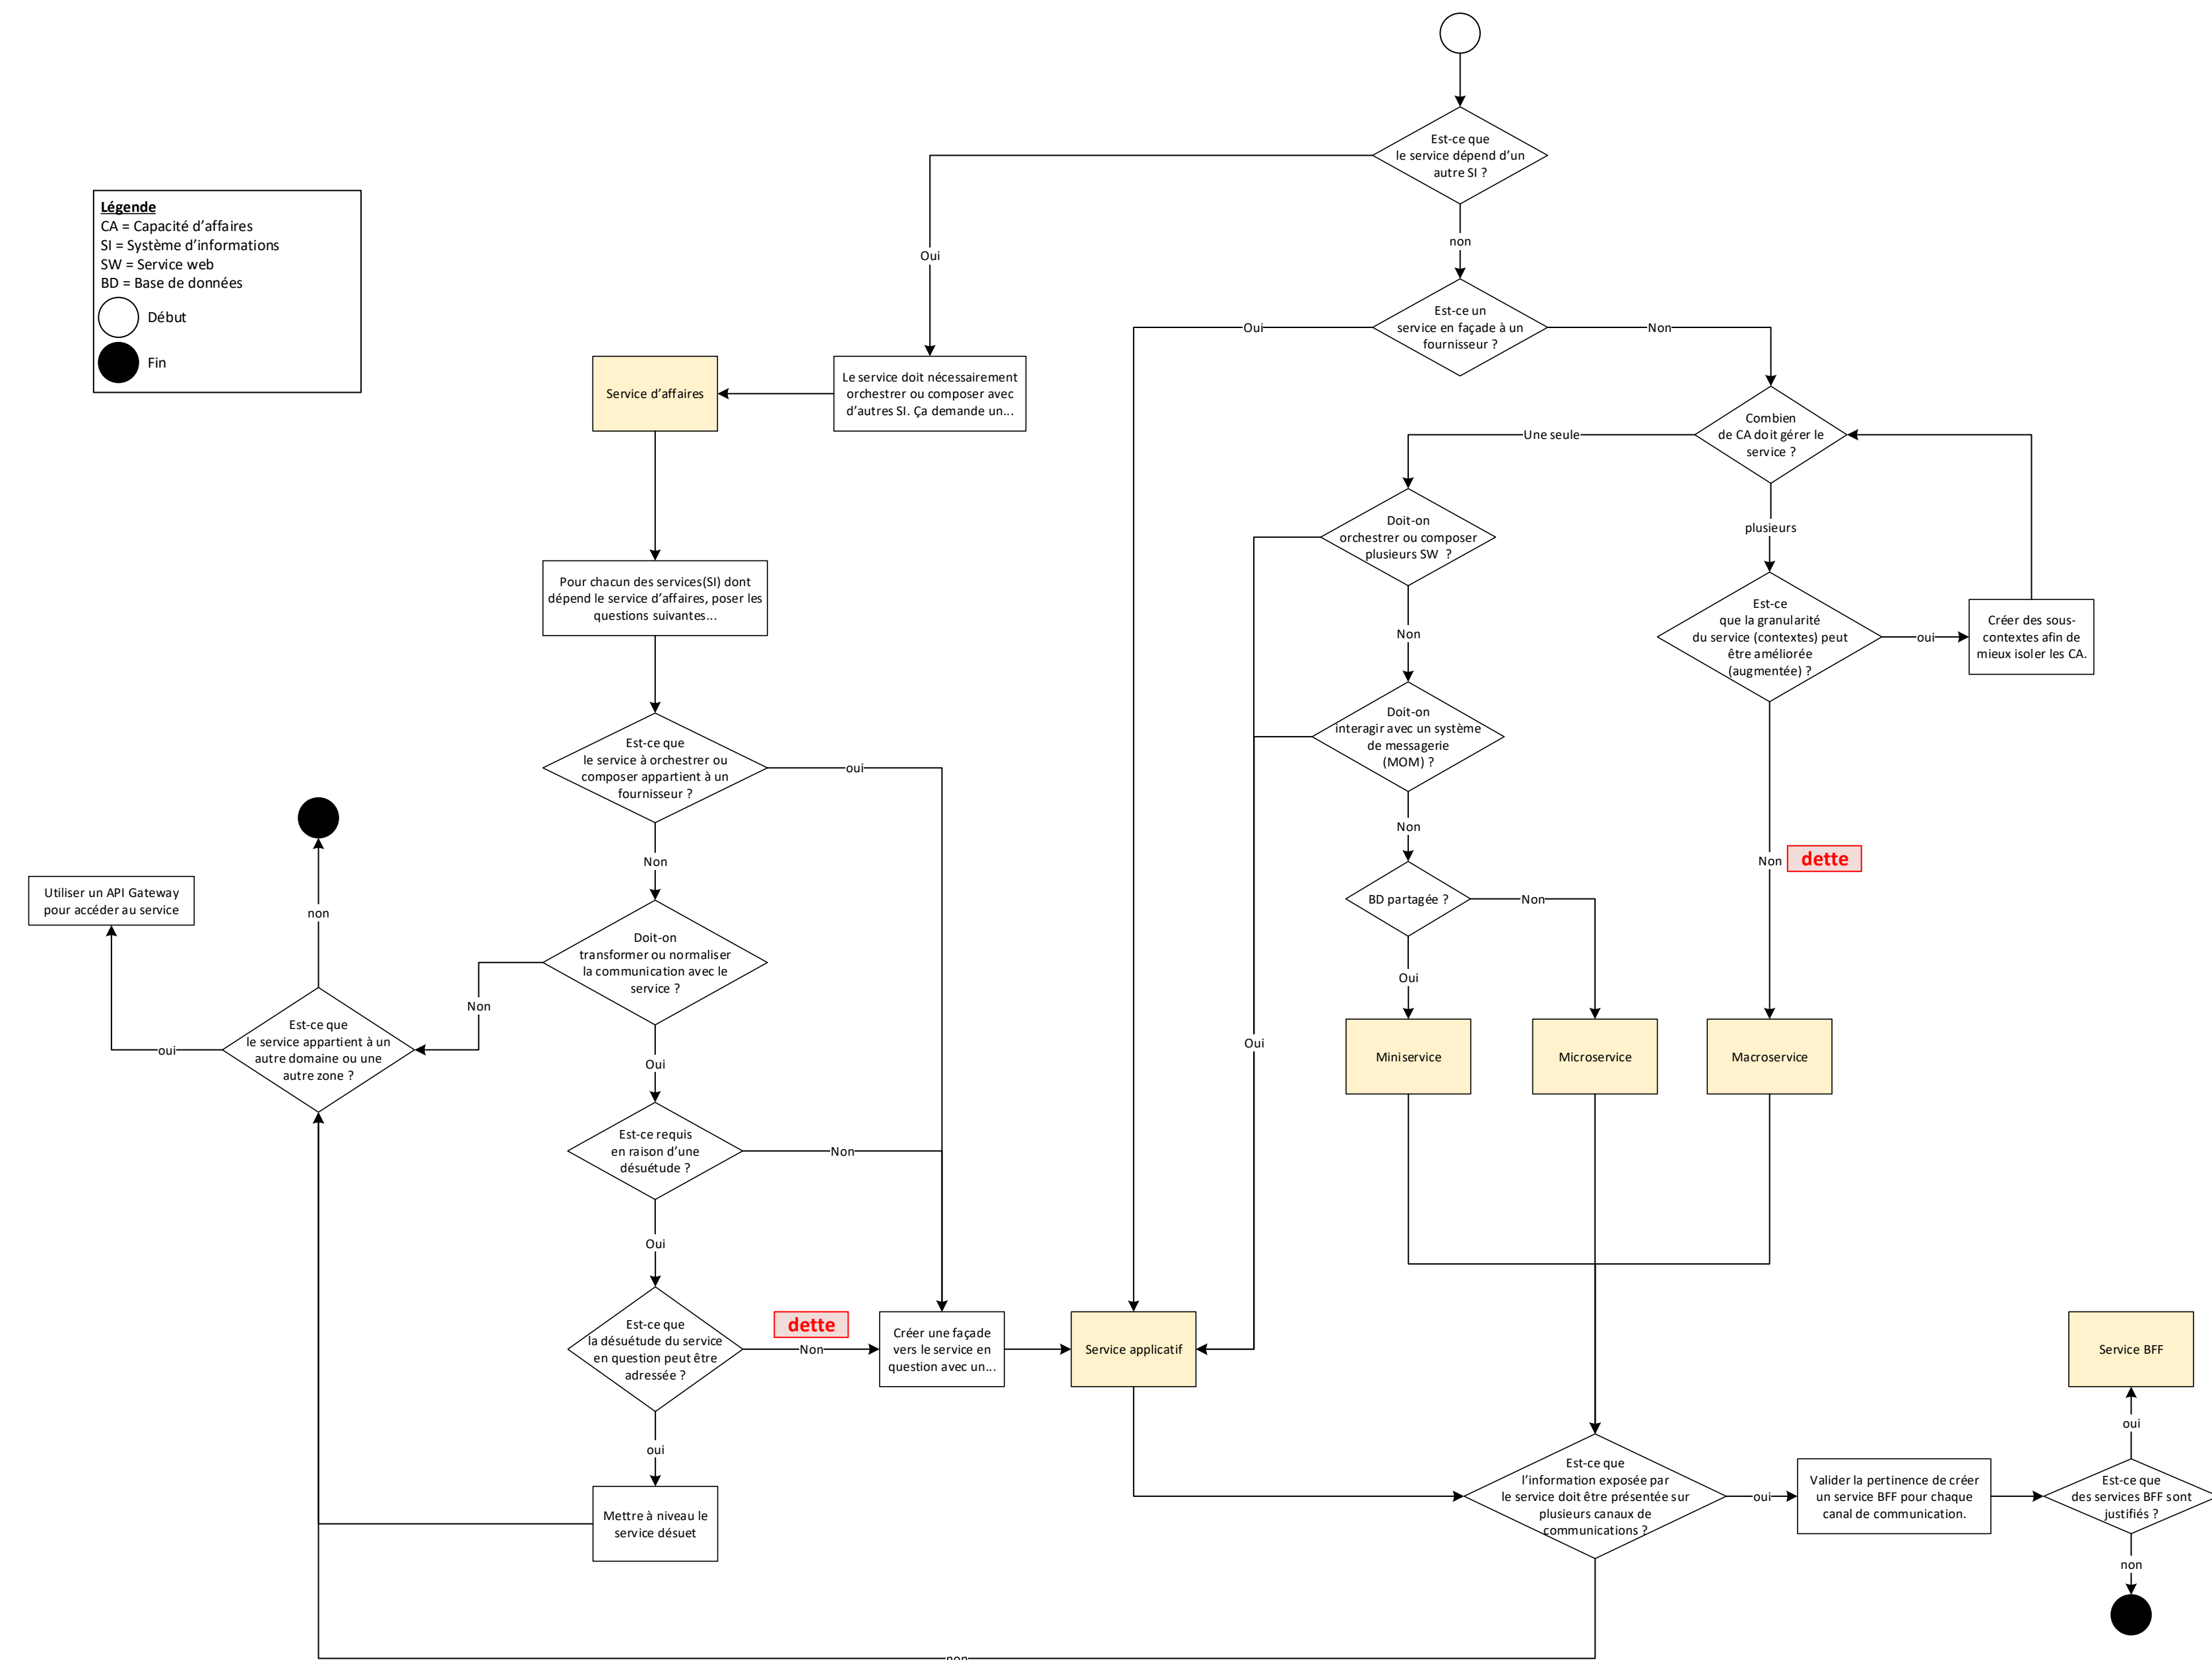 Est-ce que
le service dépend d’un
autre SI ?
Oui
non
Légende
CA = Capacité d’affaires
SI = Système d’informations
SW = Service web
BD = Base de données
Début
Fin
Est-ce un
service en façade à un
fournisseur ?
Oui
Non
Service d’affaires
Le service doit nécessairement
orchestrer ou composer avec
d’autres SI. Ça demande un...
Combien
de CA doit gérer le
service ?
Une seule
plusieurs
Doit-on
orchestrer ou composer
plusieurs SW ?
Non
Pour chacun des services(SI) dont
dépend le service d’affaires, poser les
questions suivantes...
Est-ce
que la granularité
du service (contextes) peut
être améliorée
(augmentée) ?
oui
Créer des sous-
contextes afin de
mieux isoler les CA.
Doit-on
interagir avec un système
de messagerie
(MOM) ?
Non
Est-ce que
le service à orchestrer ou
composer appartient à un
fournisseur ?
oui
Non
Non
dette
BD partagée ?
Non
Oui
Utiliser un API Gateway
pour accéder au service
non
Doit-on
transformer ou normaliser
la communication avec le
service ?
Non
Oui
Est-ce que
le service appartient à un
autre domaine ou une
autre zone ?
oui
Oui
Miniservice
Microservice
Macroservice
Est-ce requis
en raison d’une
désuétude ?
Non
Oui
Est-ce que
la désuétude du service
en question peut être
adressée ?
dette
Non
oui
Créer une façade
vers le service en
question avec un...
Service applicatif
Service BFF
oui
Est-ce que
l’information exposée par
le service doit être présentée sur
plusieurs canaux de
communications ?
oui
Valider la pertinence de créer
un service BFF pour chaque
canal de communication.
Est-ce que
des services BFF sont
justifiés ?
non
Mettre à niveau le
service désuet
non